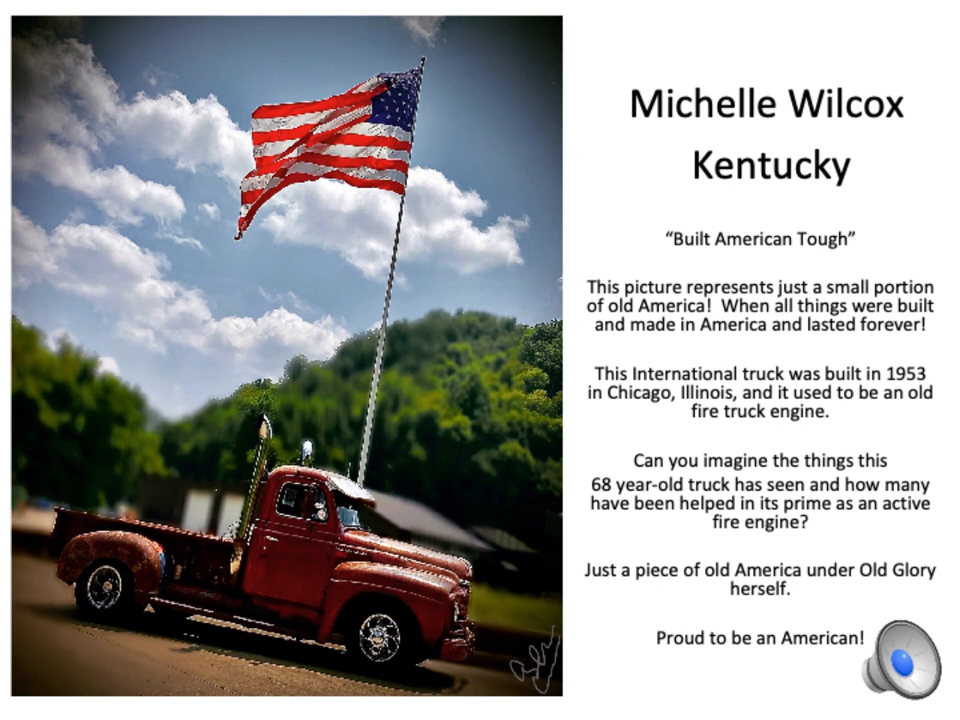 Michelle Wilcox
Kentucky
“Built American Tough”
This picture represents just a small portion
of old America!  When all things were built
and made in America and lasted forever!
This International truck was built in 1953
in Chicago, Illinois, and it used to be an old
fire truck engine.
Can you imagine the things this
68 year-old truck has seen and how many
have been helped in its prime as an active
fire engine?
Just a piece of old America under Old Glory
herself.
Proud to be an American!